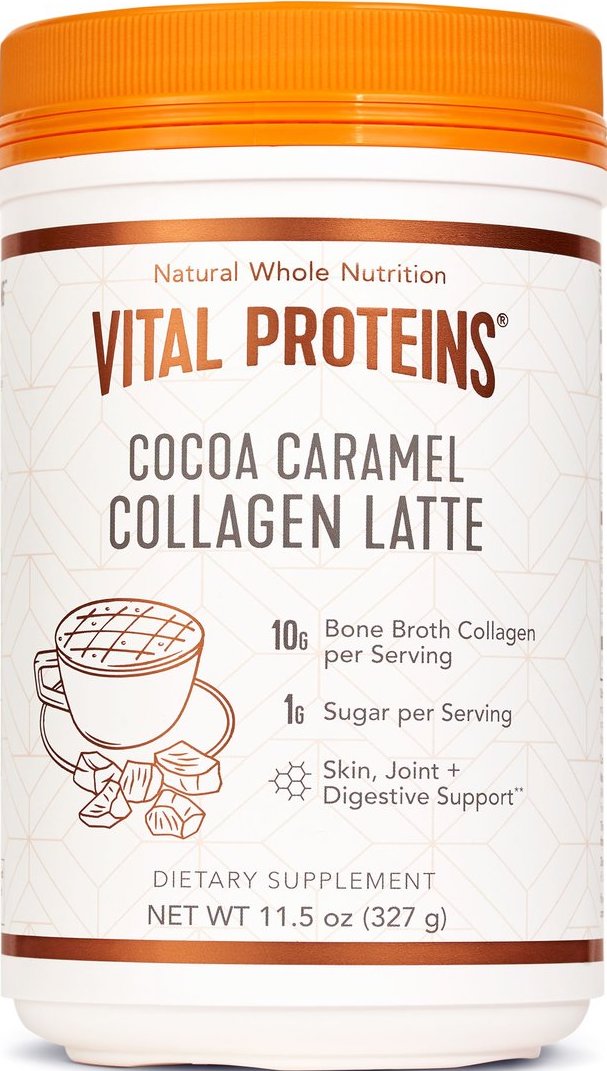 Natural Whole Nutrition
VITAL PROTEINS®
COCOA CARAMEL
COLLAGEN LATTE
10G Bone Broth Collagen
per Serving
1G Sugar per Serving
Skin, Joint +
Digestive Support**
DIETARY SUPPLEMENT
NET WT 11.5 oz (327 g)